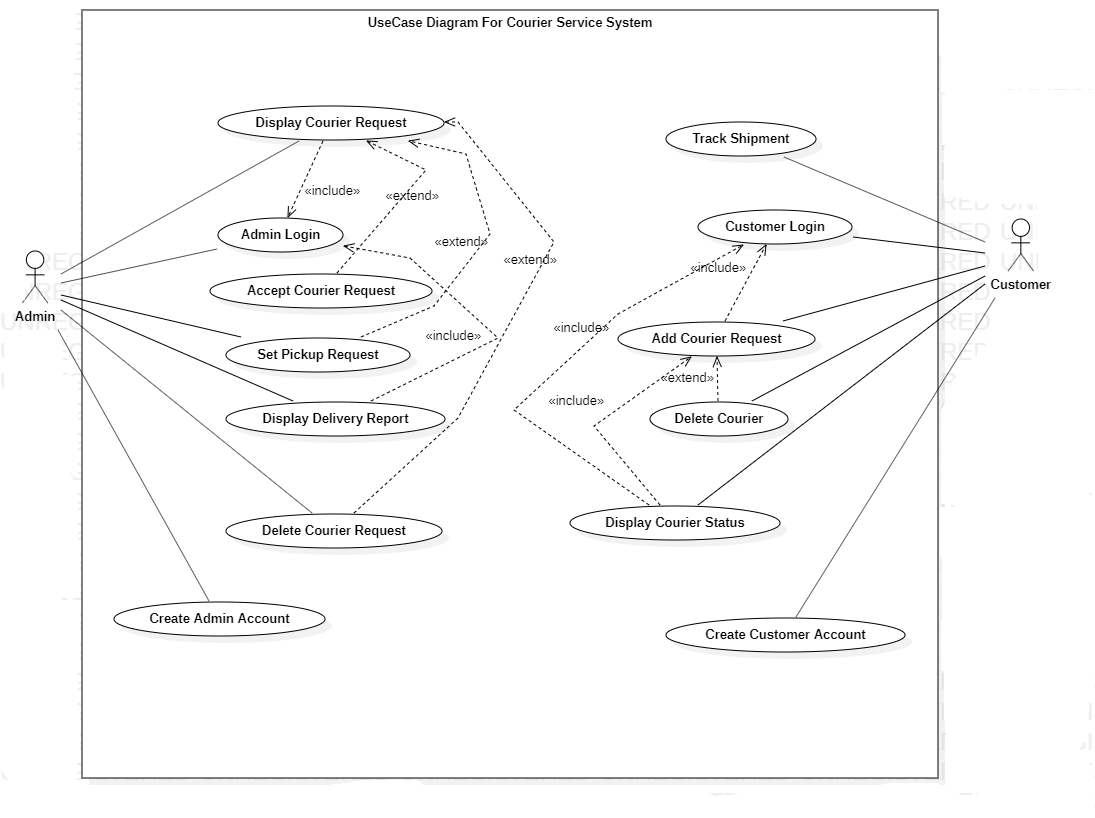 UseCase Diagram For Courier Service System
Display Courier Request
Track Shipment
«include»
«extend»
Admin Login
Customer Login
«extend»
«extend»
«include»
Accept Courier Request
Admin
Customer
Set Pickup Request
«include»
«include»
Add Courier Request
«extend»
«include»
Display Delivery Report
Delete Courier
Delete Courier Request
Display Courier Status
Create Admin Account
Create Customer Account